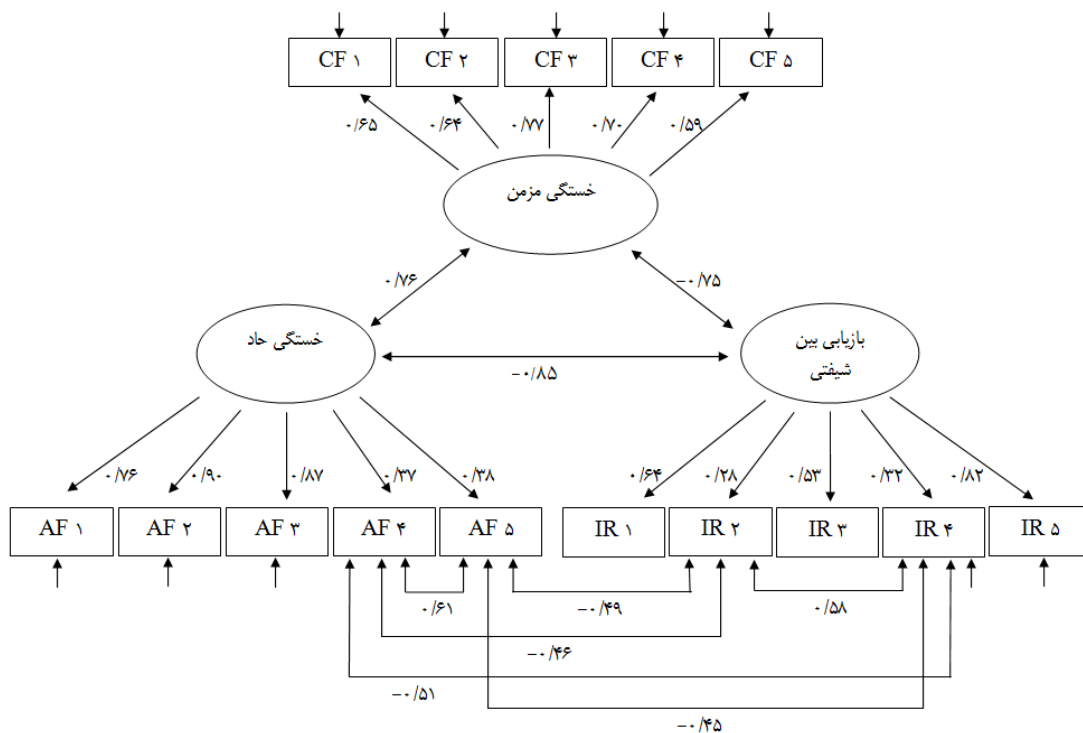 CF ۱
CF ۲
CF ۳
CF ۴
CF ۵
۰/۶۵
۰/۶۴
۰/۷۷
۰/۷۰
۰/۵۹
خستگی مزمن
۰/۷۶
−۰/۷۵
خستگی حاد
بازیابی بین
شیفتی
−۰/۸۵
۰/۷۶
۰/۹۰
۰/۸۷
۰/۳۷
۰/۳۸
۰/۶۴
۰/۲۸
۰/۵۳
۰/۳۲
۰/۸۲
AF ۱
AF ۲
AF ۳
AF ۴
AF ۵
IR ۱
IR ۲
IR ۳
IR ۴
IR ۵
۰/۶۱
−۰/۴۹
۰/۵۸
−۰/۴۶
−۰/۵۱
−۰/۴۵